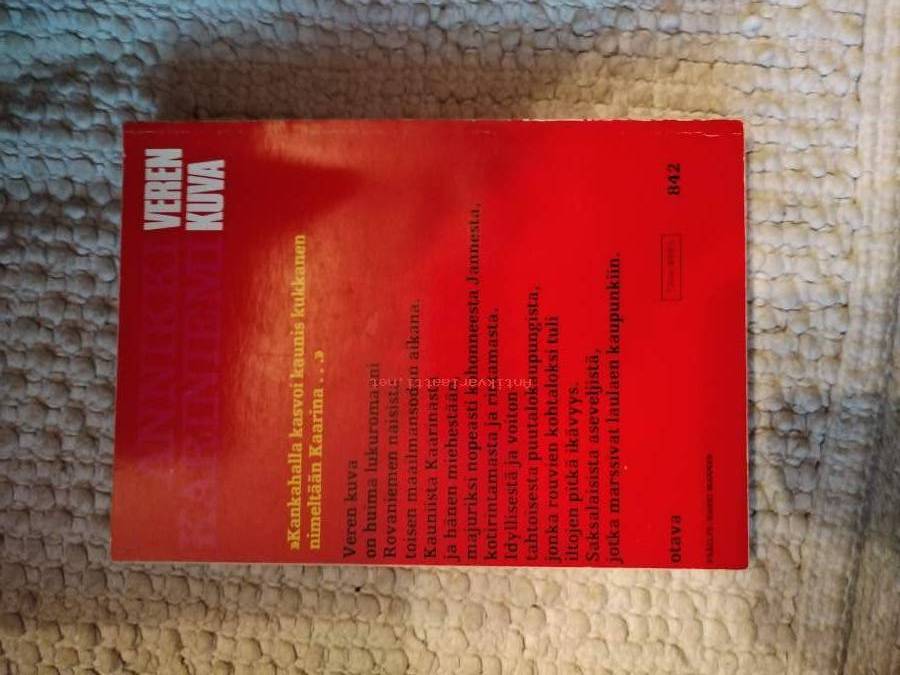 ANNIKKI VEREN
KARINIEMI KUVA
»Kankahalla kasvoi kaunis kukkanen
nimeltään Kaarina . . .»
Veren kuva
on huima lukuromaani
Rovaniemen naisista
toisen maailmansodan aikana.
Kauniista Kaarinasta
ja hänen miehestään,
majuriksi nopeasti kohonneesta Jannesta,
kotirintamasta ja rintamasta.
Idyllisestä ja voiton-
tahtoisesta puutalokaupungista,
jonka rouvien kohtaloksi tuli
iltojen pitkä ikävyys.
Saksalaisista aseveljistä,
jotka marssivat laulaen kaupunkiin.
otava 842
Antikvariaatti.net